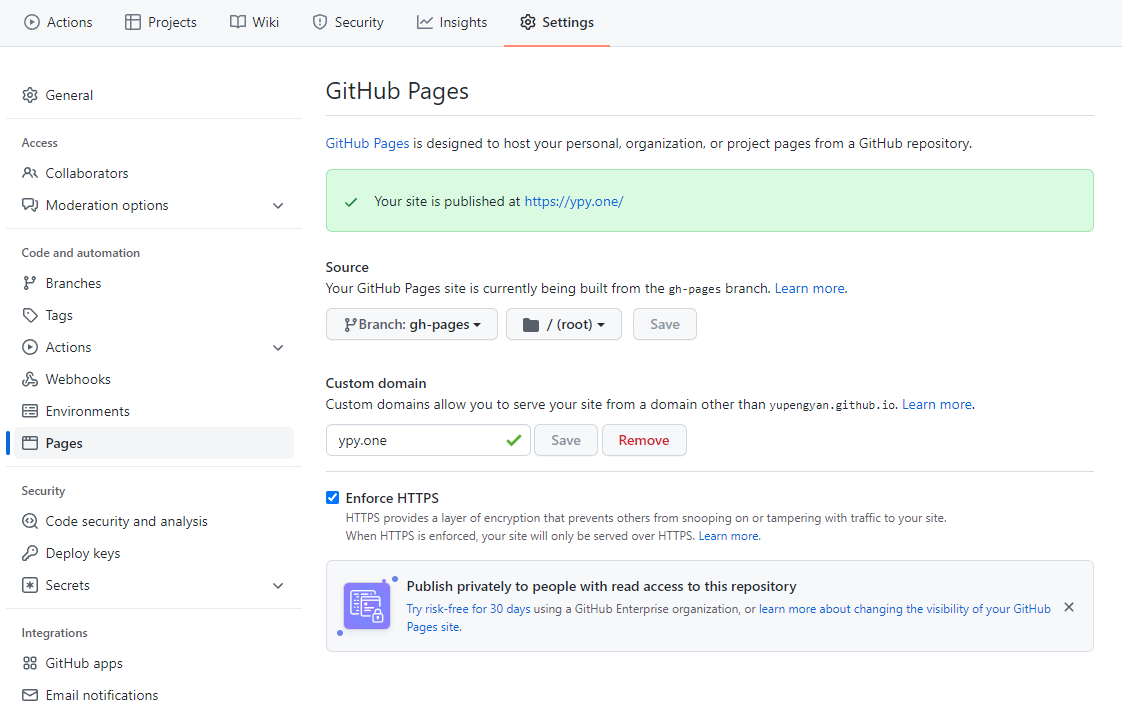 Actions Projects Wiki Security Insights Settings
General
Access
Collaborators
Moderation options
Code and automation
Branches
Tags
Actions
Webhooks
Environments
Pages
Security
Code security and analysis
Deploy keys
Secrets
Integrations
GitHub apps
Email notifications
GitHub Pages
GitHub Pages is designed to host your personal, organization, or project pages from a GitHub repository.
Your site is published at https://ypy.one/
Source
Your GitHub Pages site is currently being built from the gh-pages branch. Learn more.
Branch: gh-pages / (root) Save
Custom domain
Custom domains allow you to serve your site from a domain other than yupengyan.github.io. Learn more.
ypy.one Save Remove
Enforce HTTPS
HTTPS provides a layer of encryption that prevents others from snooping on or tampering with traffic to your site.
When HTTPS is enforced, your site will only be served over HTTPS. Learn more.
Publish privately to people with read access to this repository
Try risk-free for 30 days using a GitHub Enterprise organization, or learn more about changing the visibility of your GitHub
Pages site.